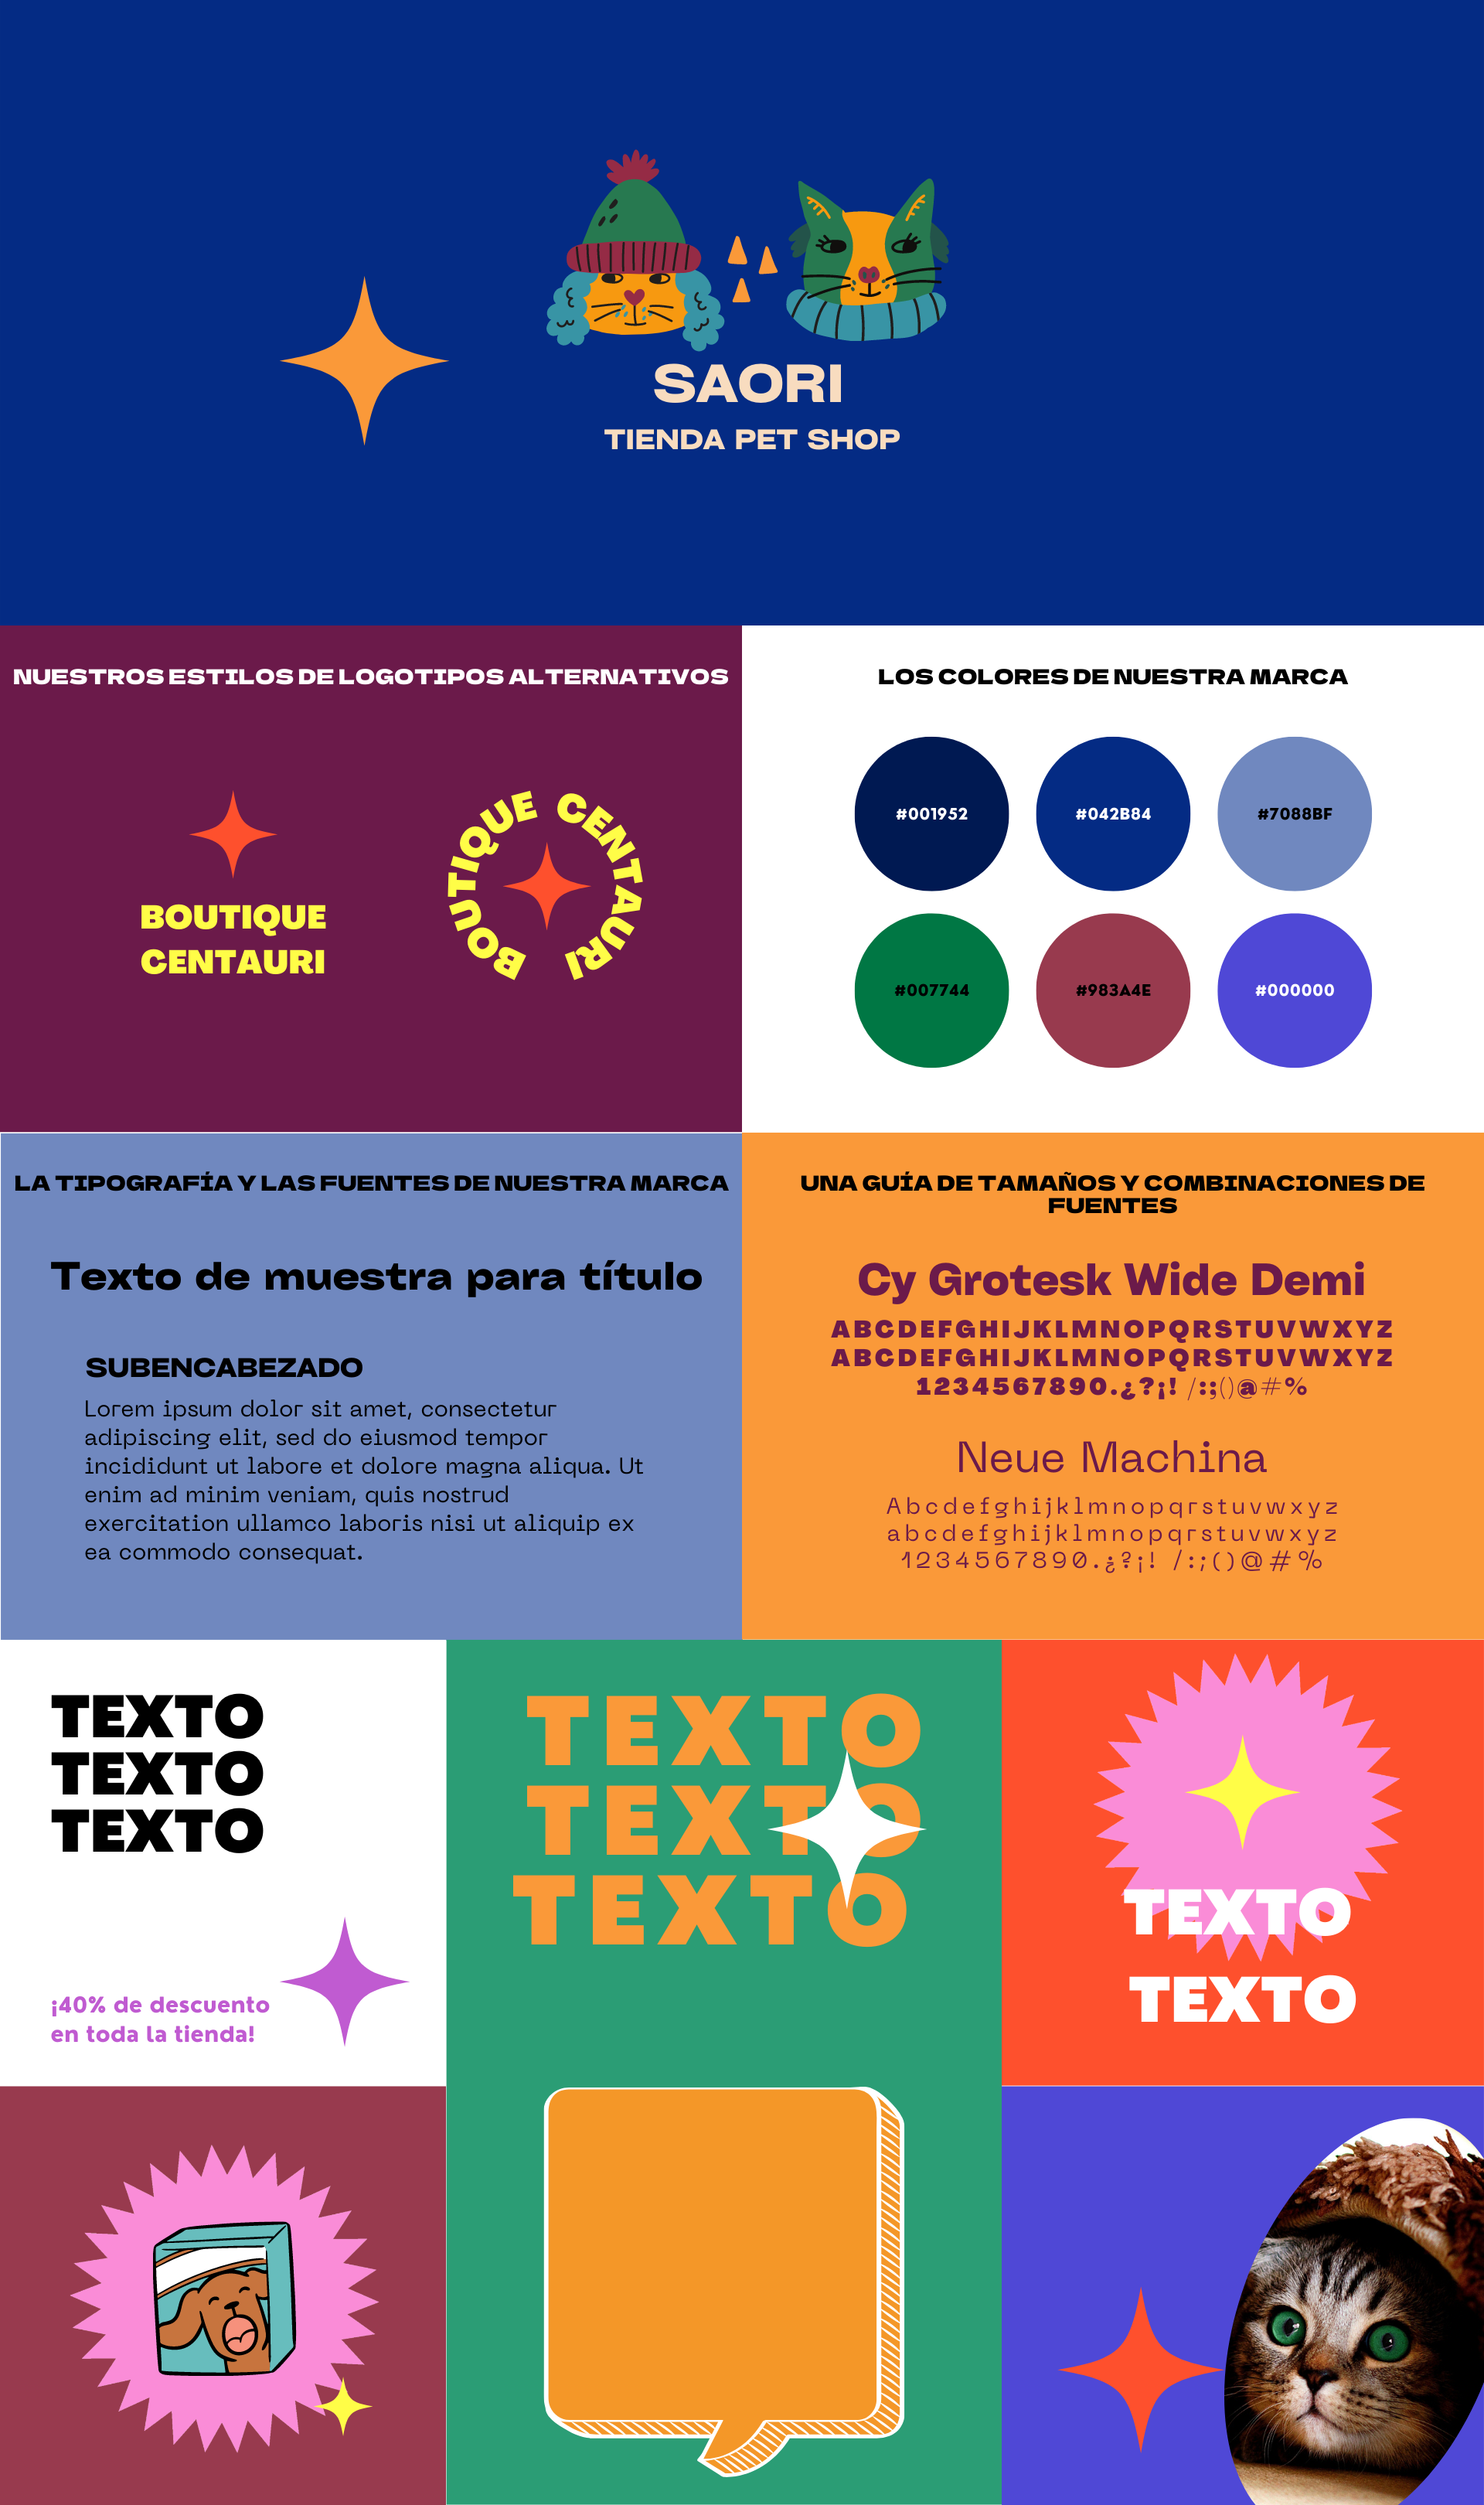 SAORI
TIENDA PET SHOP
NUESTROS ESTILOS DE LOGOTIPOS ALTERNATIVOS
BOUTIQUE
CENTAURI
BOUTIQUE CENTAURI
LOS COLORES DE NUESTRA MARCA
#001952
#042B84
#7088BF
#007744
#983A4E
#000000
LA TIPOGRAFÍA Y LAS FUENTES DE NUESTRA MARCA
Texto de muestra para título
SUBENCABEZADO
Lorem ipsum dolor sit amet, consectetur
adipiscing elit, sed do eiusmod tempor
incididunt ut labore et dolore magna aliqua. Ut
enim ad minim veniam, quis nostrud
exercitation ullamco laboris nisi ut aliquip ex
ea commodo consequat.
UNA GUÍA DE TAMAÑOS Y COMBINACIONES DE
FUENTES
Cy Grotesk Wide Demi
ABCDEFGHIJKLMNOPQRSTUVWXYZ
ABCDEFGHIJKLMNOPQRSTUVWXYZ
1234567890.¿?¡! /:;()@#%
Neue Machina
Abcdefghijklmnopqrstuvwxyz
abcdefghijklmnopqrstuvwxyz
1234567890.¿?¡! /:;()@#%
TEXTO
TEXTO
TEXTO
¡40% de descuento
en toda la tienda!
TEXTO
TEXTO
TEXTO
TEXTO
TEXTO